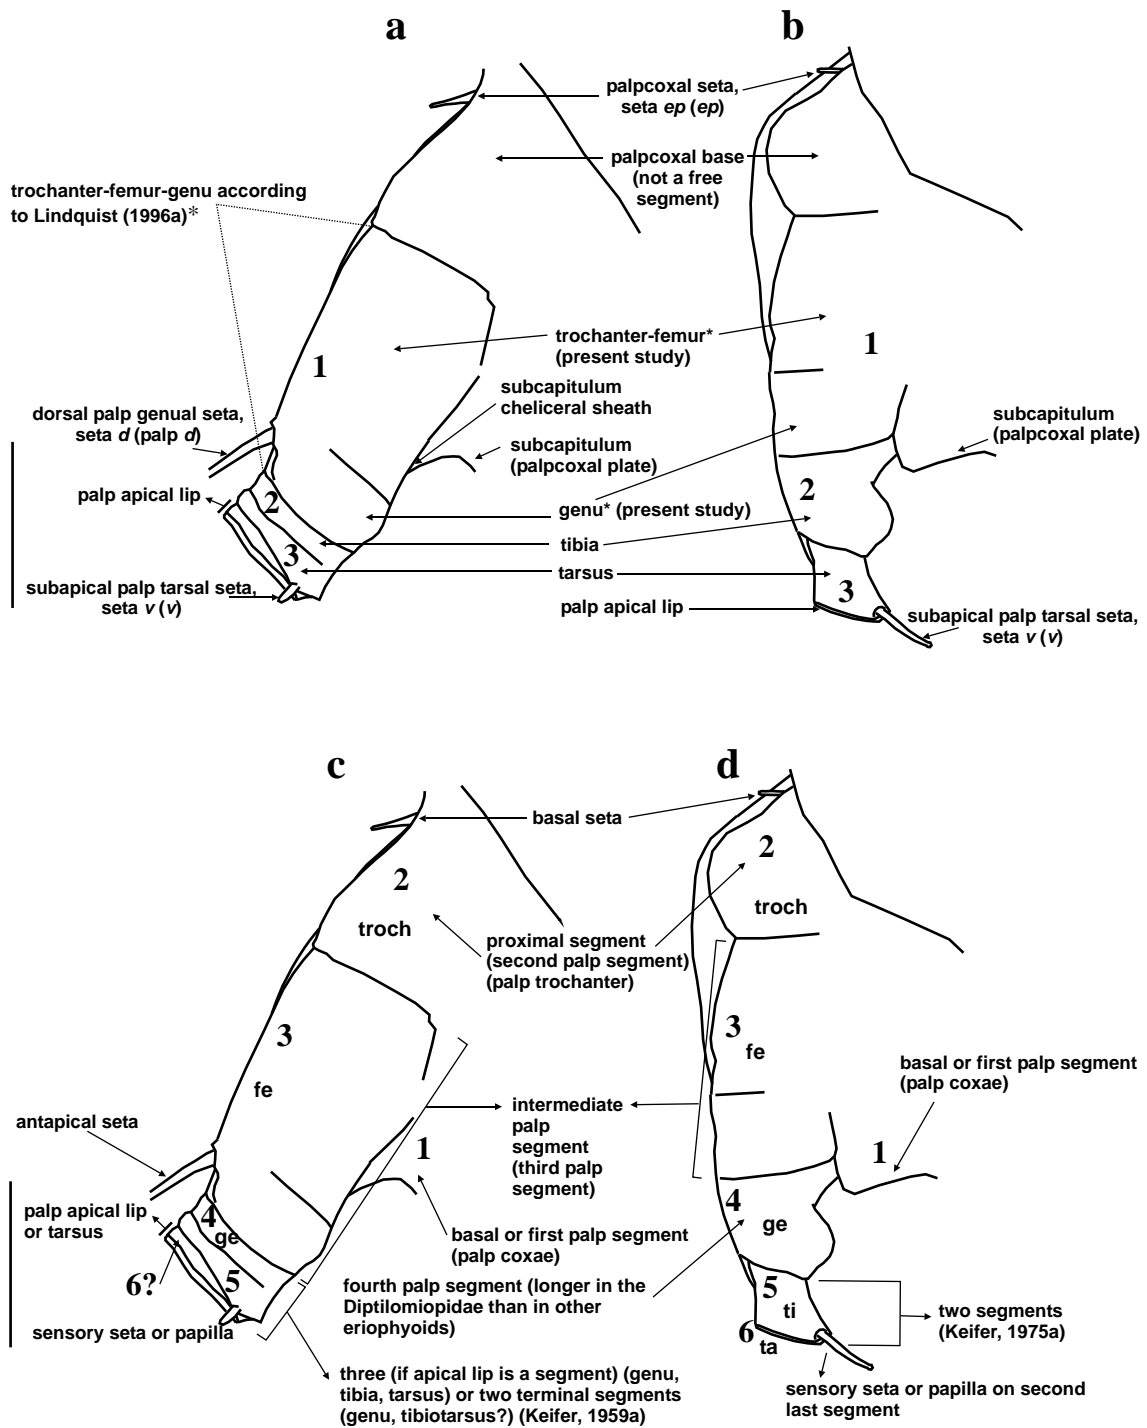 a
b
palpcoxal seta,
seta ep (ep)
palpcoxal base
(not a free
segment)
trochanter-femur-genu according
to Lindquist (1996a)*
1
trochanter-femur*
(present study)
1
subcapitulum
cheliceral sheath
dorsal palp genual seta,
seta d (palp d)
subcapitulum
(palpcoxal plate)
subcapitulum
(palpcoxal plate)
palp apical lip
2
genu* (present study)
2
tibia
3
tarsus
3
subapical palp tarsal seta,
seta v (v)
palp apical lip
subapical palp tarsal seta,
seta v (v)
c
d
basal seta
2
troch
2
troch
proximal segment
(second palp segment)
(palp trochanter)
3
fe
3
fe
basal or first palp segment
(palp coxae)
antapical seta
intermediate
palp
segment
(third palp
segment)
1
1
palp apical lip
or tarsus
4
ge
4
ge
basal or first palp segment
(palp coxae)
6?
5
fourth palp segment (longer in the
Diptilomiopidae than in other
eriophyoids)
5
ti
6
ta
two segments
(Keifer, 1975a)
sensory seta or papilla
three (if apical lip is a segment) (genu,
tibia, tarsus) or two terminal segments
(genu, tibiotarsus?) (Keifer, 1959a)
sensory seta or papilla on second
last segment